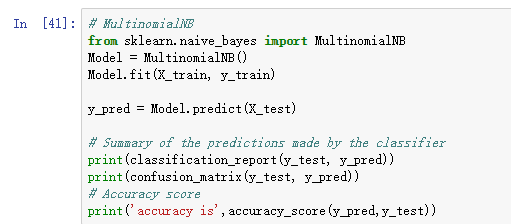 In [41]: # MultinomialNB
from sklearn.naive_bayes import MultinomialNB
Model = MultinomialNB()
Model.fit(X_train, y_train)
y_pred = Model.predict(X_test)
# Summary of the predictions made by the classifier
print(classification_report(y_test, y_pred))
print(confusion_matrix(y_test, y_pred))
# Accuracy score
print('accuracy is',accuracy_score(y_pred,y_test))